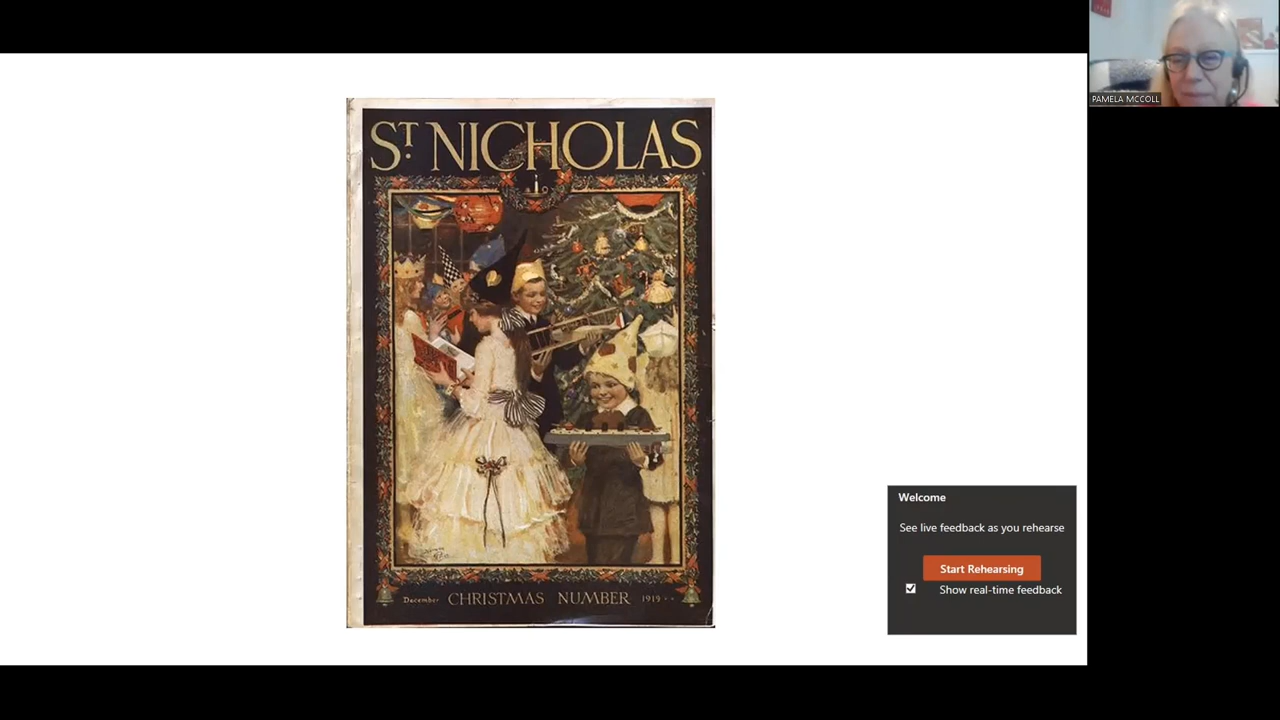 ST. NICHOLAS
December CHRISTMAS NUMBER 1919
PAMELA MCCOLL
Welcome
See live feedback as you rehearse
Start Rehearsing
Show real-time feedback